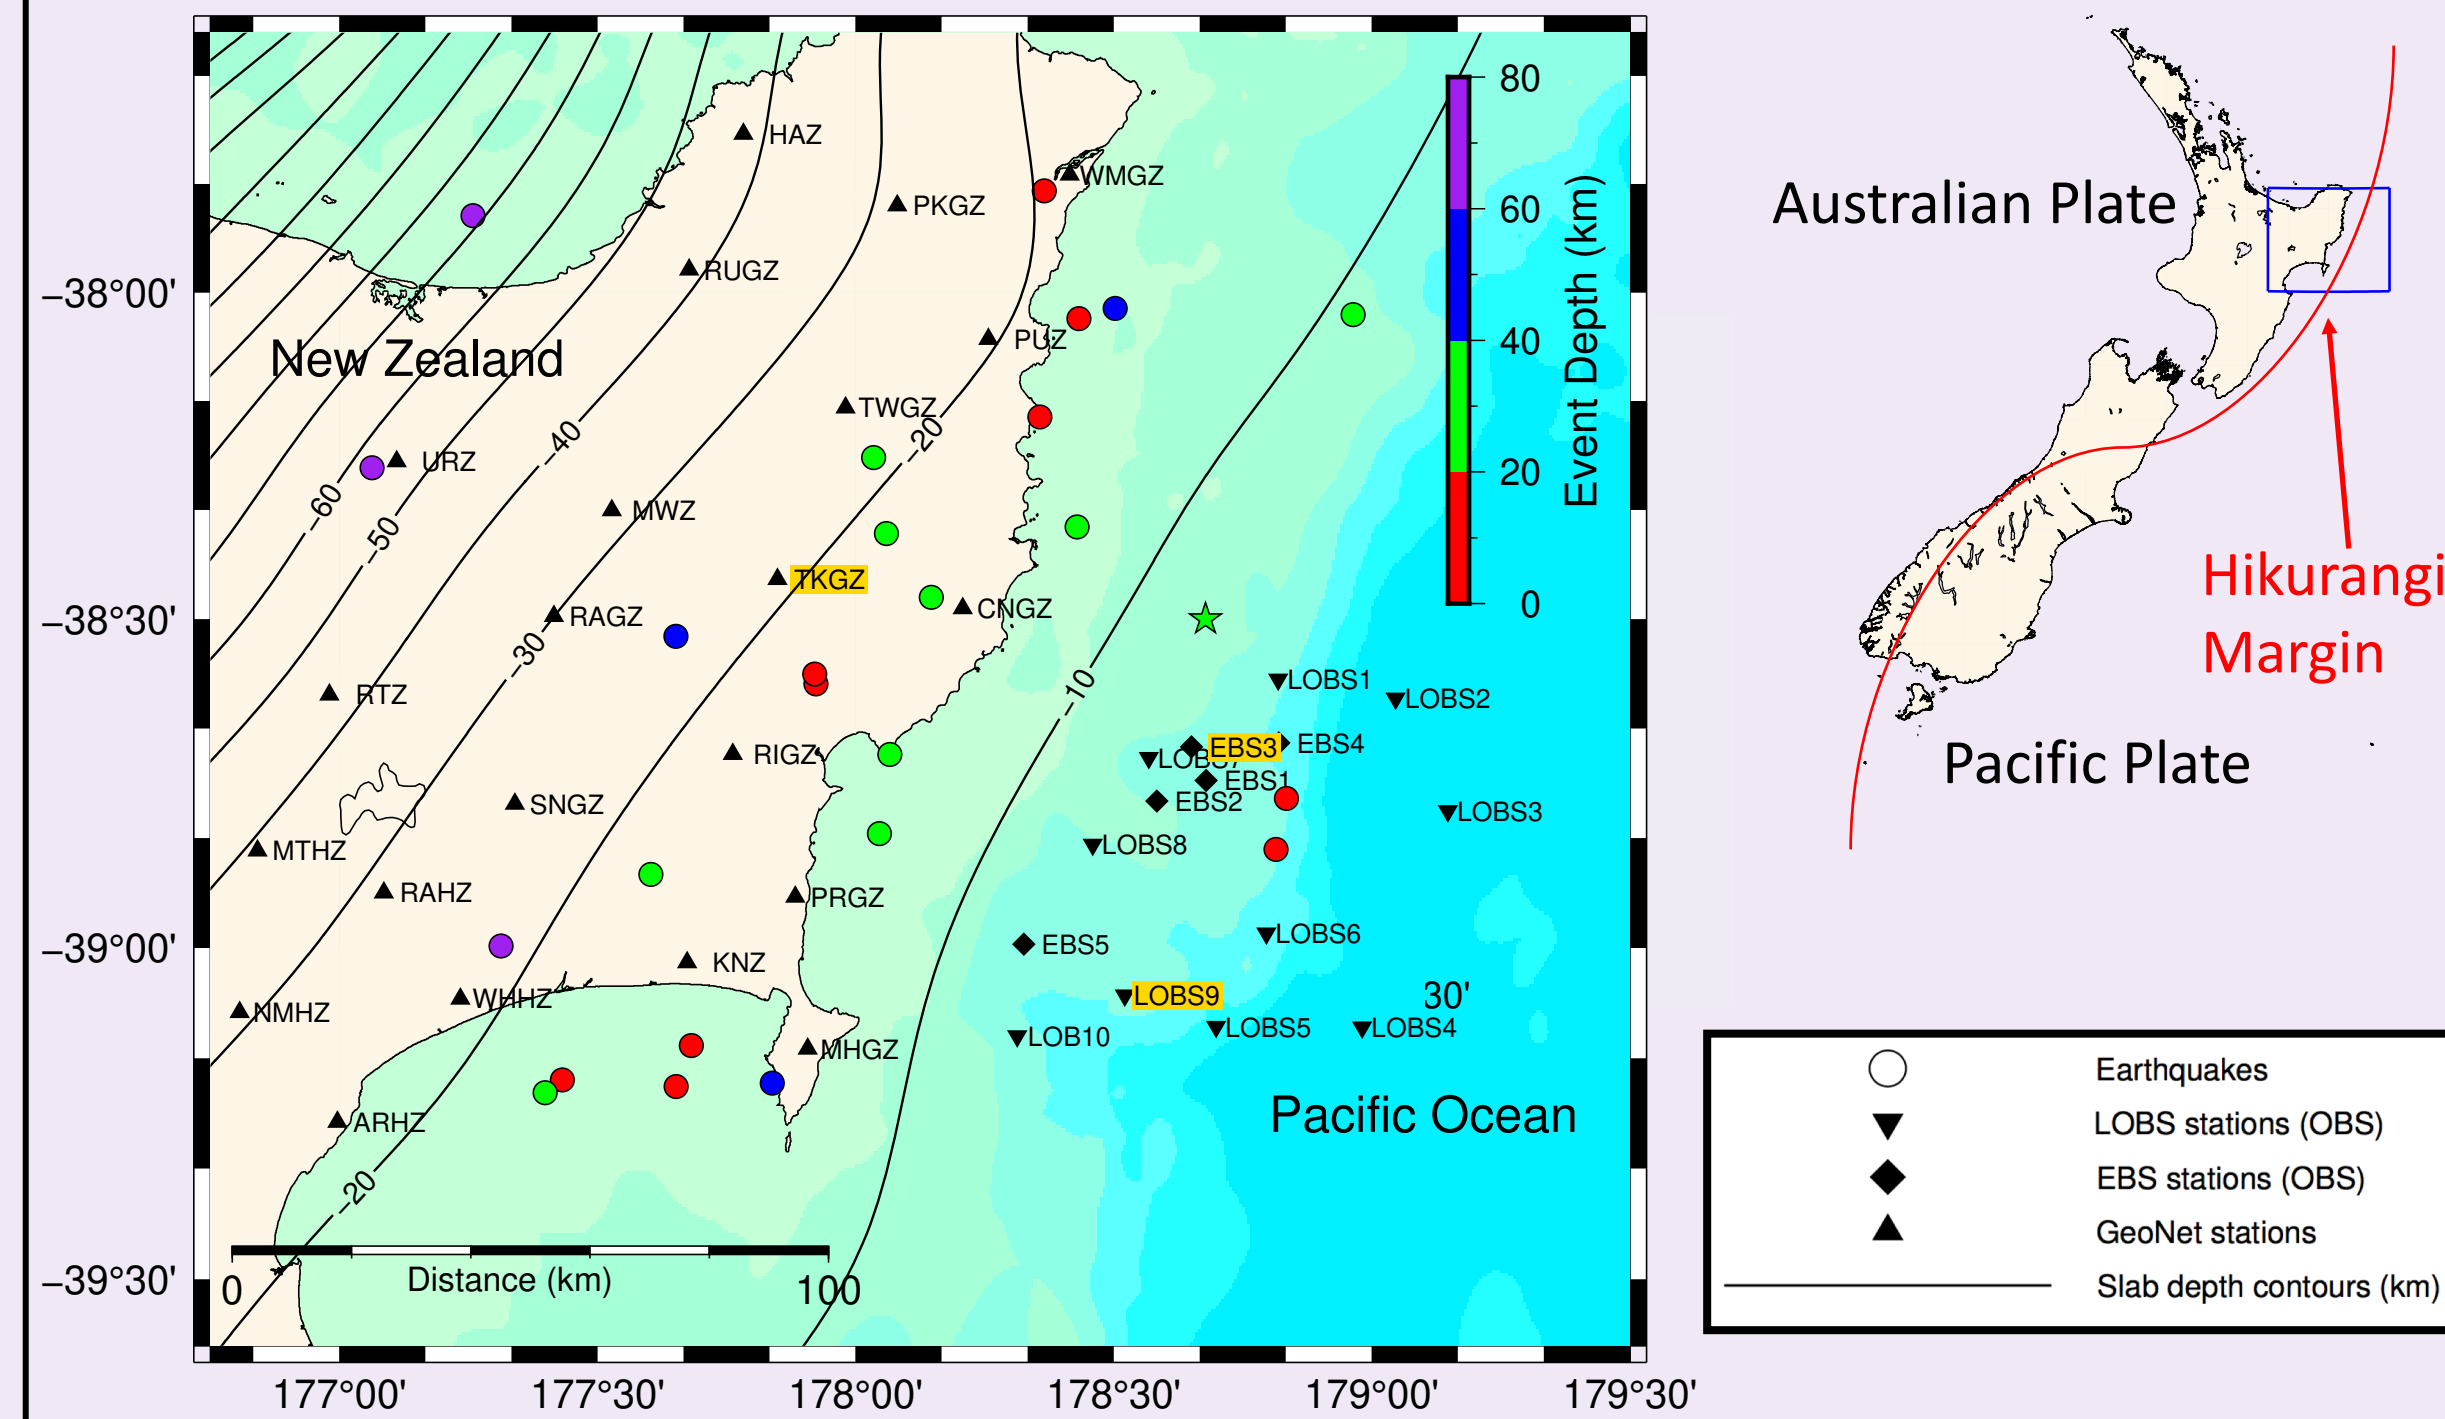 HAZ
PKGZ
WMGZ
RUGZ
PUZ
New Zealand
TWGZ
URZ
MWZ
TKGZ
RAGZ
CNGZ
RTZ
RIGZ
SNGZ
MTHZ
RAHZ
PRGZ
KNZ
WHHZ
NMHZ
MHGZ
ARHZ
LOBS1
LOBS2
EBS3
EBS4
LOBS7
EBS1
EBS2
LOBS3
LOBS8
LOBS6
EBS5
LOBS9
30'
LOB10
LOBS5
LOBS4
Pacific Ocean
−20
−40
−60
−50
−30
−10
−20
80
60
40
20
0
Event Depth (km)
−38°00'
−38°30'
−39°00'
−39°30'
0
Distance (km)
100
177°00'
177°30'
178°00'
178°30'
179°00'
179°30'
Australian Plate
Hikurangi
Margin
Pacific Plate
Earthquakes
LOBS stations (OBS)
EBS stations (OBS)
GeoNet stations
Slab depth contours (km)